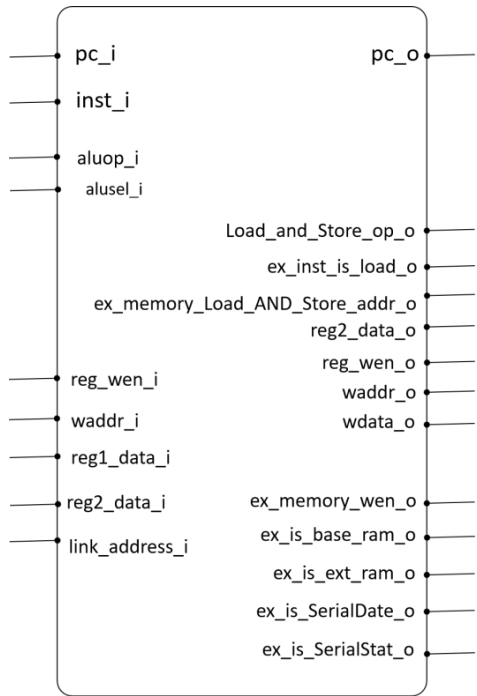 pc_i
pc_o
inst_i
aluop_i
alusel_i
Load_and_Store_op_o
ex_inst_is_load_o
ex_memory_Load_AND_Store_addr_o
reg2_data_o
reg_wen_o
reg_wen_i
waddr_o
waddr_i
wdata_o
reg1_data_i
reg2_data_i
ex_memory_wen_o
ex_is_base_ram_o
link_address_i
ex_is_ext_ram_o
ex_is_SerialDate_o
ex_is_SerialStat_o